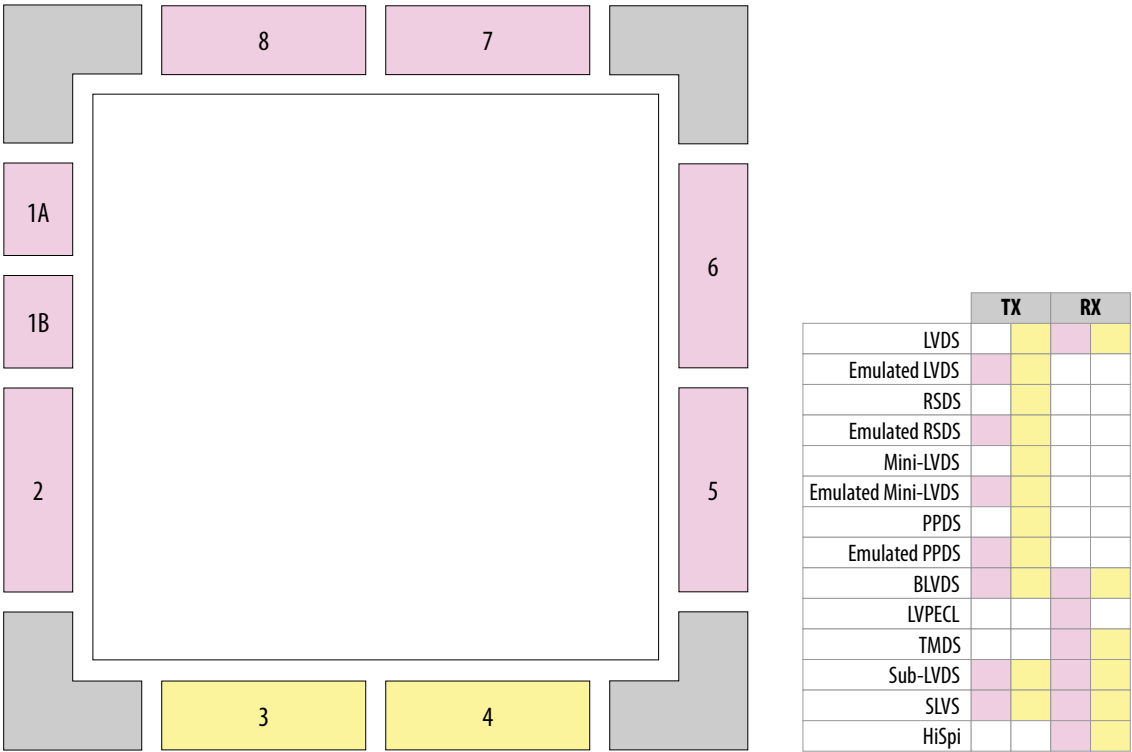 8 7
1A
1B
2
6
5
3 4
TX RX
LVDS
Emulated LVDS
RSDS
Emulated RSDS
Mini-LVDS
Emulated Mini-LVDS
PPDS
Emulated PPDS
BLVDS
LVPECL
TMDS
Sub-LVDS
SLVS
HiSpi